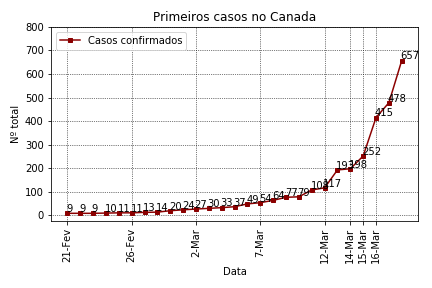 Primeiros casos no Canada
Casos confirmados
Nº total
800
700
600
500
400
300
200
100
0
9 9 9 10 11 11 13 14 20 24 27 30 33 37 49 54 64 77 79 117 193 198 252 415 478 657
21-Fev 26-Fev 2-Mar 7-Mar 12-Mar 14-Mar 15-Mar 16-Mar
Data